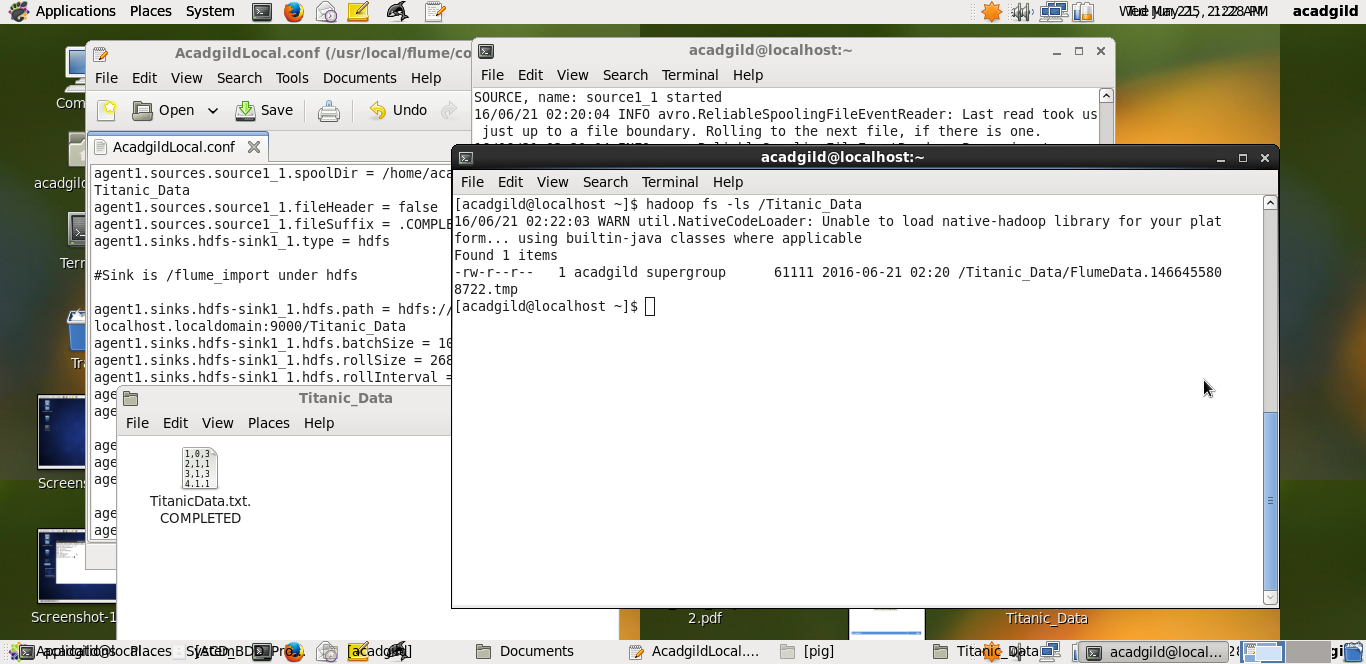 Applications Places System
acadgild
AcadgildLocal.conf (/usr/local/flume/co
File Edit View Search Tools Documents Help
Open Save Undo
AcadgildLocal.conf
agent1.sources.source1_1.spoolDir = /home/aca
Titanic_Data
agent1.sources.source1_1.fileHeader = false
agent1.sources.source1_1.fileSuffix = .COMPLE
agent1.sinks.hdfs-sink1_1.type = hdfs
#Sink is /flume_import under hdfs
agent1.sinks.hdfs-sink1_1.hdfs.path = hdfs://
localhost.localdomain:9000/Titanic_Data
agent1.sinks.hdfs-sink1_1.hdfs.batchSize = 10
agent1.sinks.hdfs-sink1_1.hdfs.rollSize = 268
agent1.sinks.hdfs-sink1_1.hdfs.rollInterval =
age
age
age
age
age
age
age
acadgild@localhost:~
File Edit View Search Terminal Help
SOURCE, name: source1_1 started
16/06/21 02:20:04 INFO avro.ReliableSpoolingFileEventReader: Last read took us
just up to a file boundary. Rolling to the next file, if there is one.
acadgild@localhost:~
File Edit View Search Terminal Help
[acadgild@localhost ~]$ hadoop fs -ls /Titanic_Data
16/06/21 02:22:03 WARN util.NativeCodeLoader: Unable to load native-hadoop library for your plat
form... using builtin-java classes where applicable
Found 1 items
-rw-r--r-- 1 acadgild supergroup 61111 2016-06-21 02:20 /Titanic_Data/FlumeData.146645580
8722.tmp
[acadgild@localhost ~]$
Titanic_Data
File Edit View Places Help
1,0,3
2,1,1
3,1,3
4.1.1
TitanicData.txt.
COMPLETED
Com
acadgild
Tern
Tra
Screens
Screenshot-1
2.pdf
Titanic_Data
Documents
AcadgildLocal.conf....
[pig]
Titanic_Data
acadgild@local...